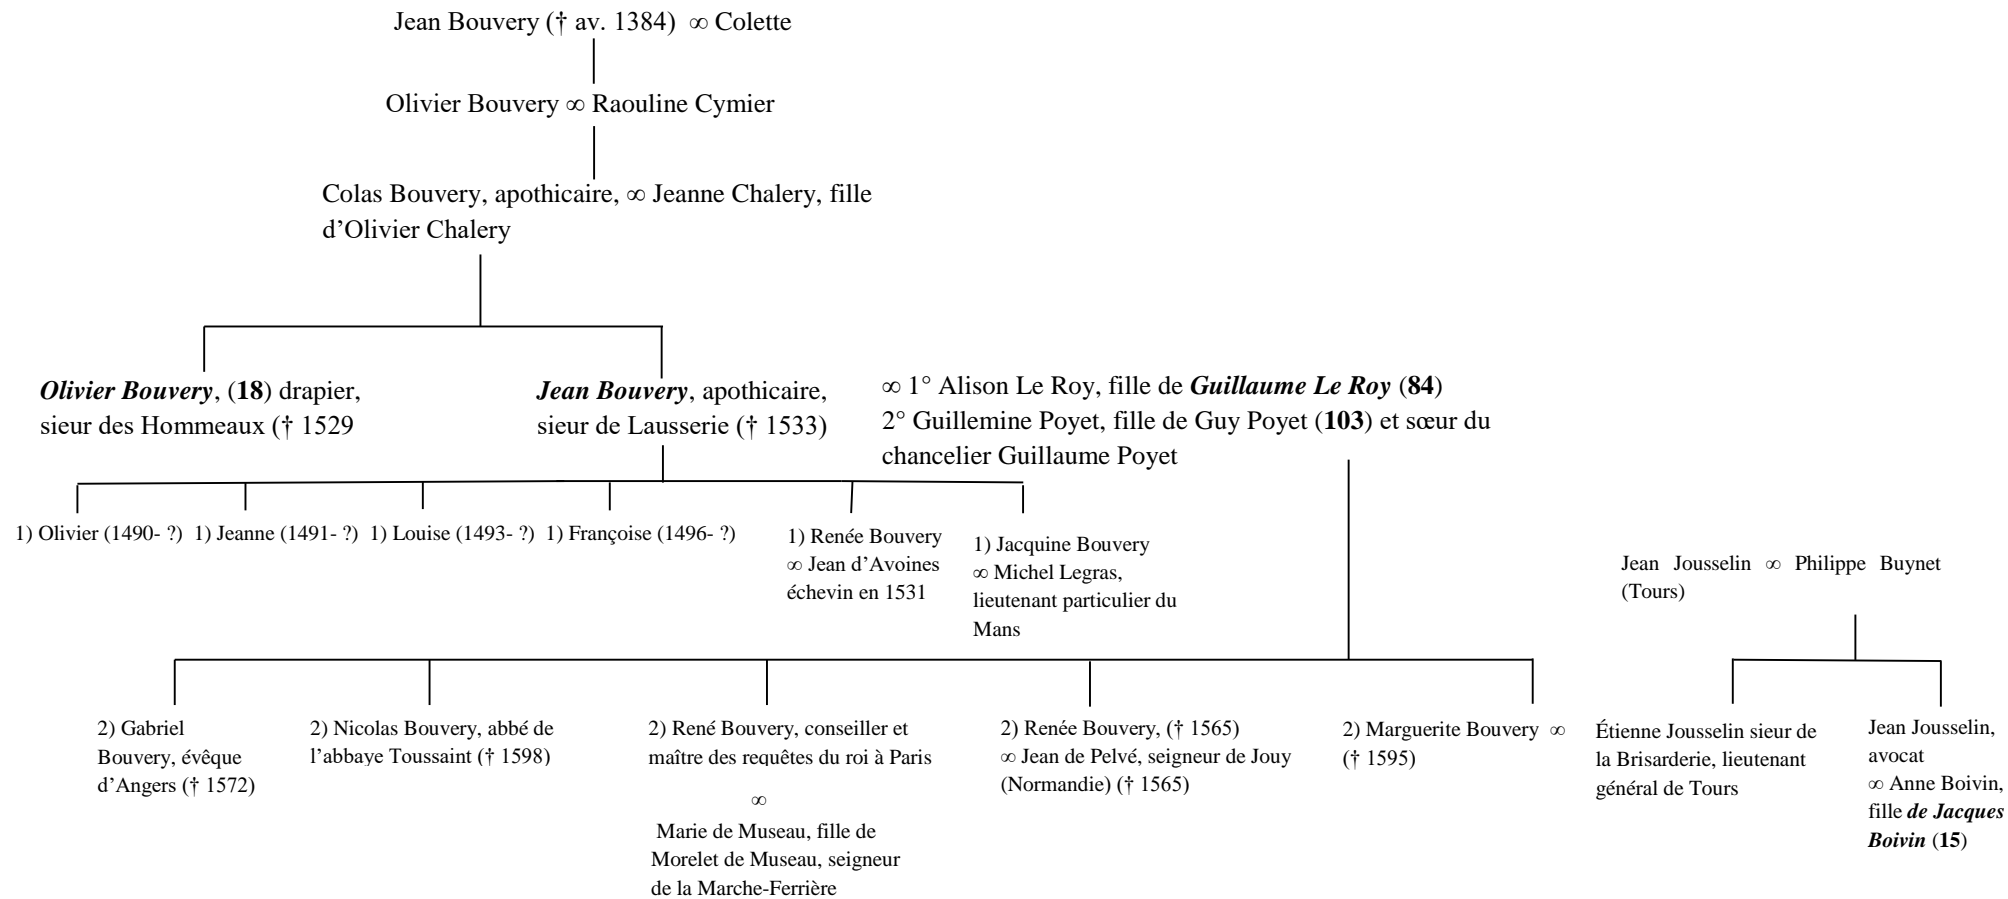 Jean Bouvery († av. 1384) ∞ Colette
Olivier Bouvery ∞ Raouline Cymier
Colas Bouvery, apothicaire, ∞ Jeanne Chalery, fille
d’Olivier Chalery
Olivier Bouvery, (18) drapier,
sieur des Hommeaux († 1529
Jean Bouvery, apothicaire,
sieur de Lausserie († 1533)
∞ 1° Alison Le Roy, fille de Guillaume Le Roy (84)
2° Guillemine Poyet, fille de Guy Poyet (103) et sœur du
chancelier Guillaume Poyet
1) Olivier (1490- ?)
1) Jeanne (1491- ?)
1) Louise (1493- ?)
1) Françoise (1496- ?)
1) Renée Bouvery
∞ Jean d’Avoines
échevin en 1531
1) Jacquine Bouvery
∞ Michel Legras,
lieutenant particulier du
Mans
Jean Jousselin ∞ Philippe Buynet
(Tours)
2) Gabriel
Bouvery, évêque
d’Angers († 1572)
2) Nicolas Bouvery, abbé de
l’abbaye Toussaint († 1598)
2) René Bouvery, conseiller et
maître des requêtes du roi à Paris
∞
Marie de Museau, fille de
Morelet de Museau, seigneur
de la Marche-Ferrière
2) Renée Bouvery, († 1565)
∞ Jean de Pelvé, seigneur de Jouy
(Normandie) († 1565)
2) Marguerite Bouvery ∞
(† 1595)
Étienne Jousselin sieur de
la Brisarderie, lieutenant
général de Tours
Jean Jousselin,
avocat
∞ Anne Boivin,
fille de Jacques
Boivin (15)